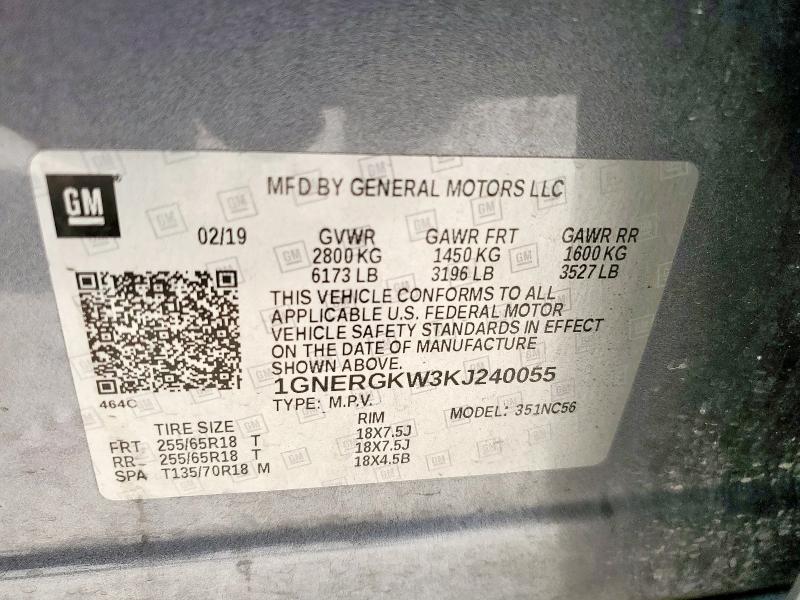 GM
MFD BY GENERAL MOTORS LLC
02/19 GVWR GAWR FRT GAWR RR
2800 KG 1450 KG 1600 KG
6173 LB 3196 LB 3527 LB
THIS VEHICLE CONFORMS TO ALL
APPLICABLE U.S. FEDERAL MOTOR
VEHICLE SAFETY STANDARDS IN EFFECT
ON THE DATE OF MANUFACTURE
SHOWN ABOVE.
1GNERGKW3KJ240055
464C
TYPE: M.P.V. MODEL: 351NC56
TIRE SIZE RIM
FRT 255/65R18 T 18X7.5J
RR 255/65R18 T 18X7.5J
SPA T135/70R18 M 18X4.5B